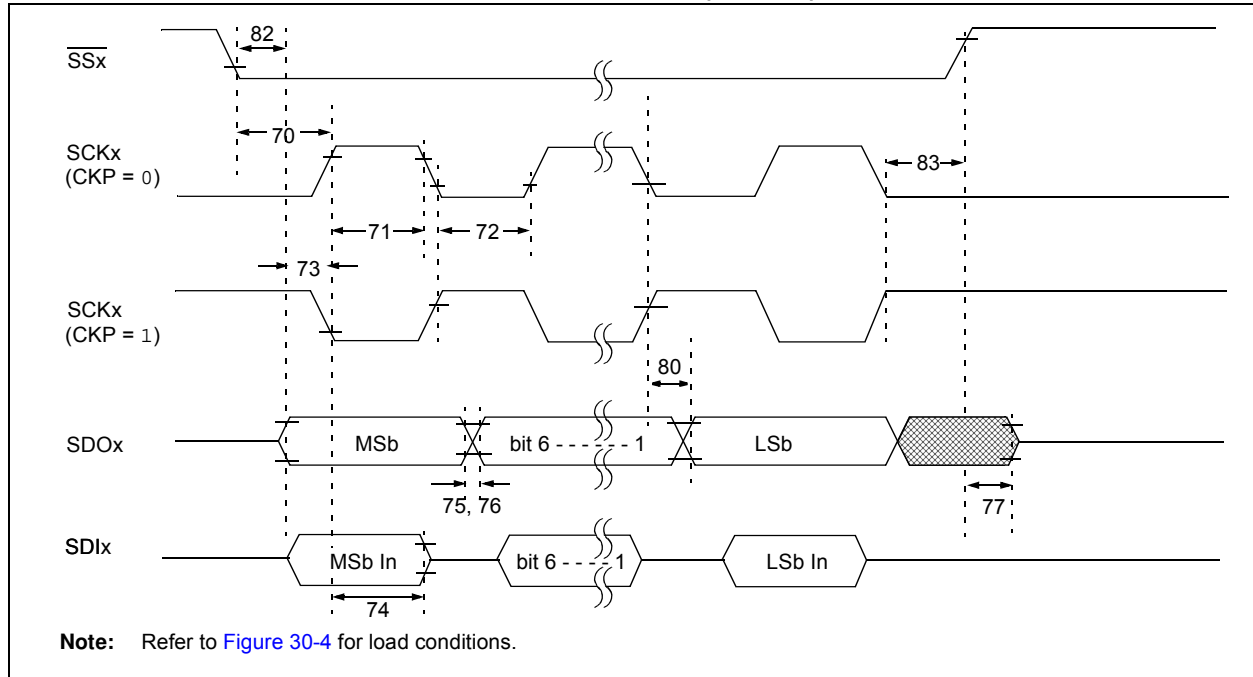 82
SSx
70
SCKx
(CKP = 0)
83
71
72
73
SCKx
(CKP = 1)
80
SDOx
MSb
bit 6 - - - - - - 1
LSb
75, 76
77
SDIx
MSb In
bit 6 - - - - 1
LSb In
74
Note: Refer to Figure 30-4 for load conditions.